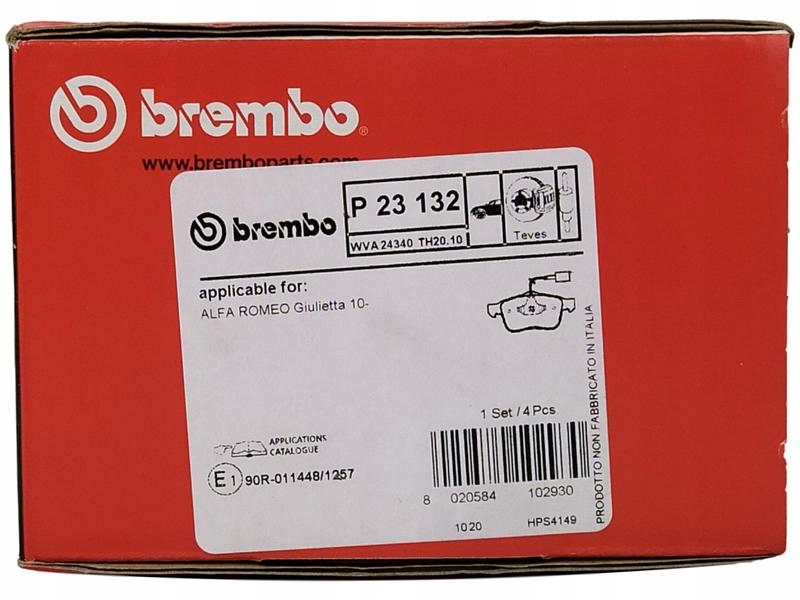 brembo®
www.bremboparts.com
brembo
P 23 132
WVA 24340 TH20.10
Teves
applicable for:
ALFA ROMEO Giulietta 10-
1 Set / 4 Pcs.
APPLICATIONS
CATALOGUE
E1 90R-011448/1257
8 020584 102930
1020 HPS4149
PRODOTTO NON FABBRICATO IN ITALIA